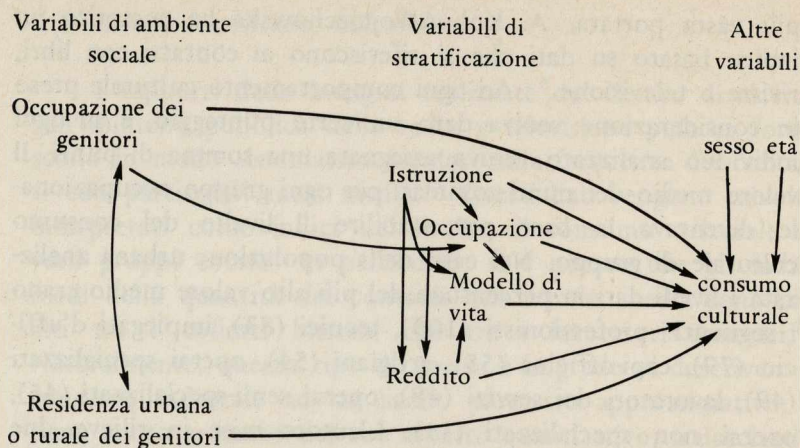 Variabili di ambiente
sociale
Variabili di
stratificazione
Altre
variabili
Occupazione dei
genitori
sesso età
Istruzione
Occupazione
Modello di
vita
consumo
culturale
Reddito
Residenza urbana
o rurale dei genitori